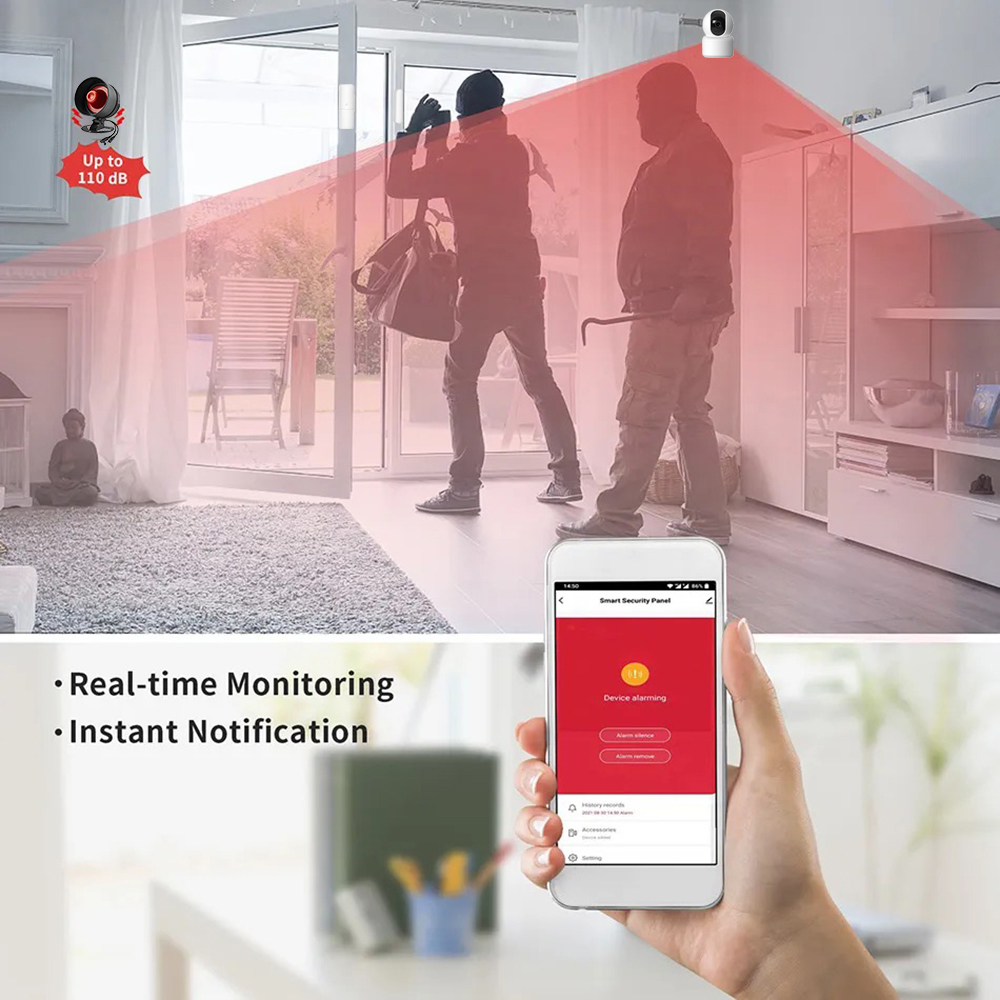 Up to
110 dB
14:50
86%
Smart Security Panel
Device alarming
Alarm silence
Alarm remove
History records
Accessories
Setting
• Real-time Monitoring
• Instant Notification